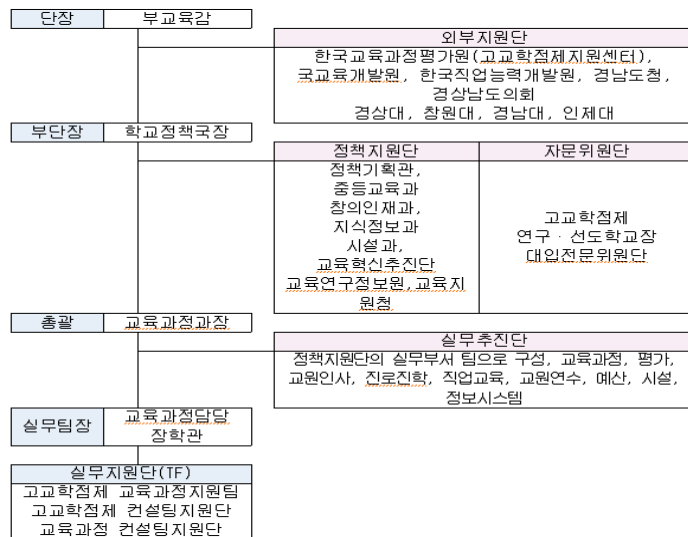 단장 부교육감
외부지원단
한국교육과정평가원(고교학점제지원센터),
국교육개발원, 한국직업능력개발원, 경남도청,
경상남도의회
경상대, 창원대, 경남대, 인제대
부단장 학교정책국장
정책지원단
정책기획관,
중등교육과
창의인재과,
지식정보과
시설과,
교육혁신추진단
교육연구정보원,교육지
원청
자문위원단
고교학점제
연구·선도학교장
대입전문위원단
총괄 교육과정과장
실무추진단
정책지원단의 실무부서 팀으로 구성, 교육과정, 평가,
교원인사, 진로진학, 직업교육, 교원연수, 예산, 시설,
정보시스템
실무팀장 교육과정담당
장학관
실무지원단(TF)
고교학점제 교육과정지원팀
고교학점제 컨설팅지원단
교육과정 컨설팅지원단